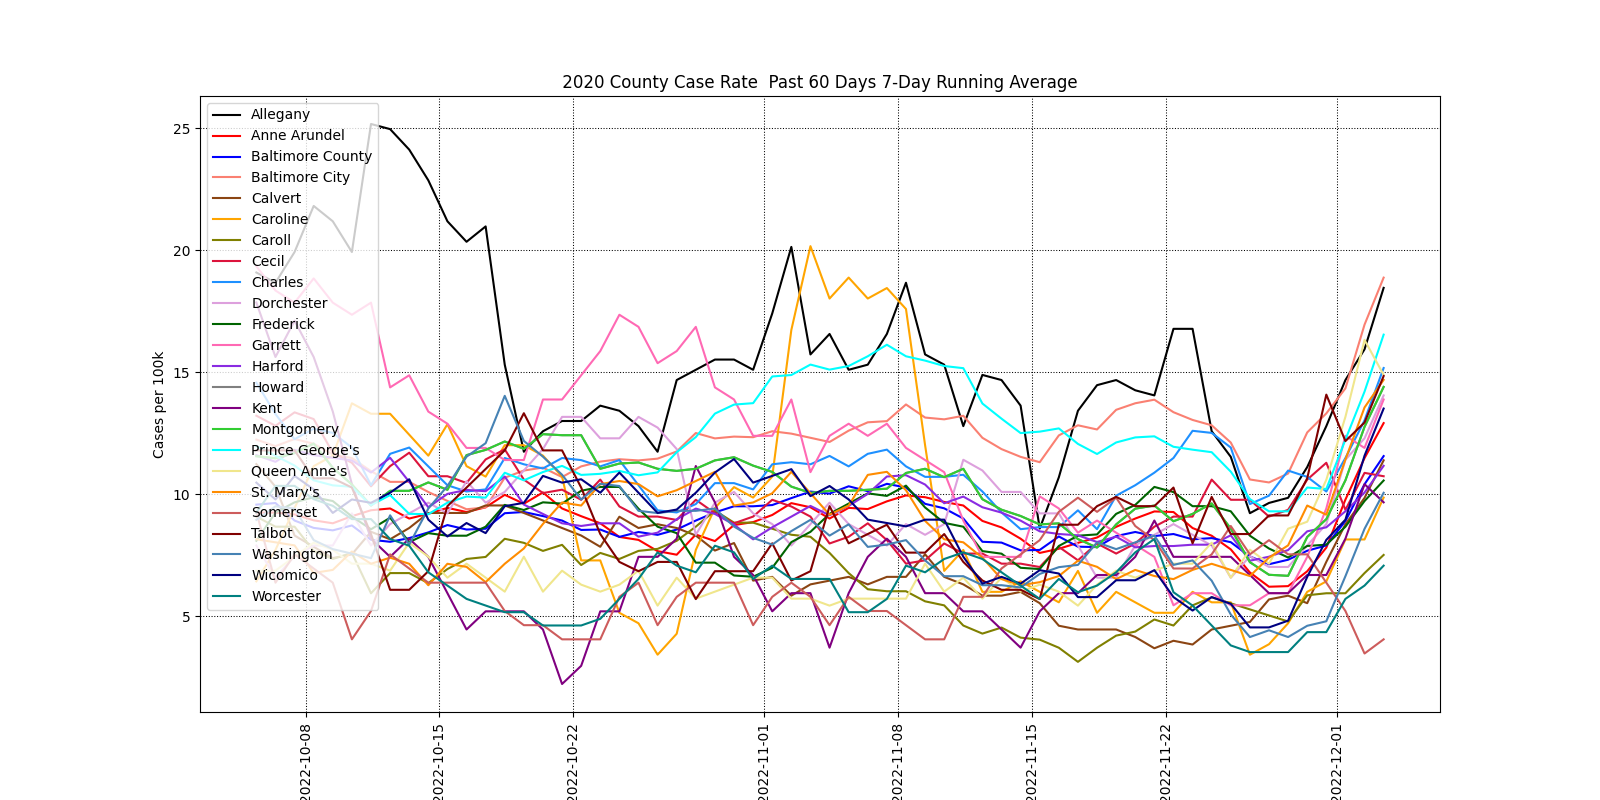 2020 County Case Rate  Past 60 Days 7-Day Running Average
Cases per 100k
25
20
15
10
5
Allegany
Anne Arundel
Baltimore County
Baltimore City
Calvert
Caroline
Caroll
Cecil
Charles
Dorchester
Frederick
Garrett
Harford
Howard
Kent
Montgomery
Prince George's
Queen Anne's
St. Mary's
Somerset
Talbot
Washington
Wicomico
Worcester
2022-10-08
2022-10-15
2022-10-22
2022-11-01
2022-11-08
2022-11-15
2022-11-22
2022-12-01